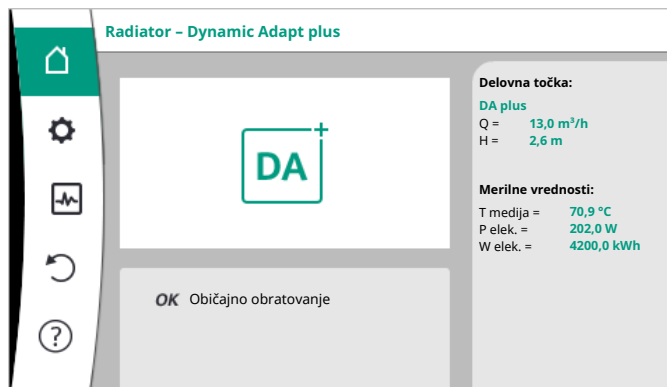 Radiator – Dynamic Adapt plus
DA+
OK Običajno obratovanje
Delovna točka:
DA plus
Q = 13,0 m³/h
H = 2,6 m
Merilne vrednosti:
T medija = 70,9 °C
P elek. = 202,0 W
W elek. = 4200,0 kWh
?